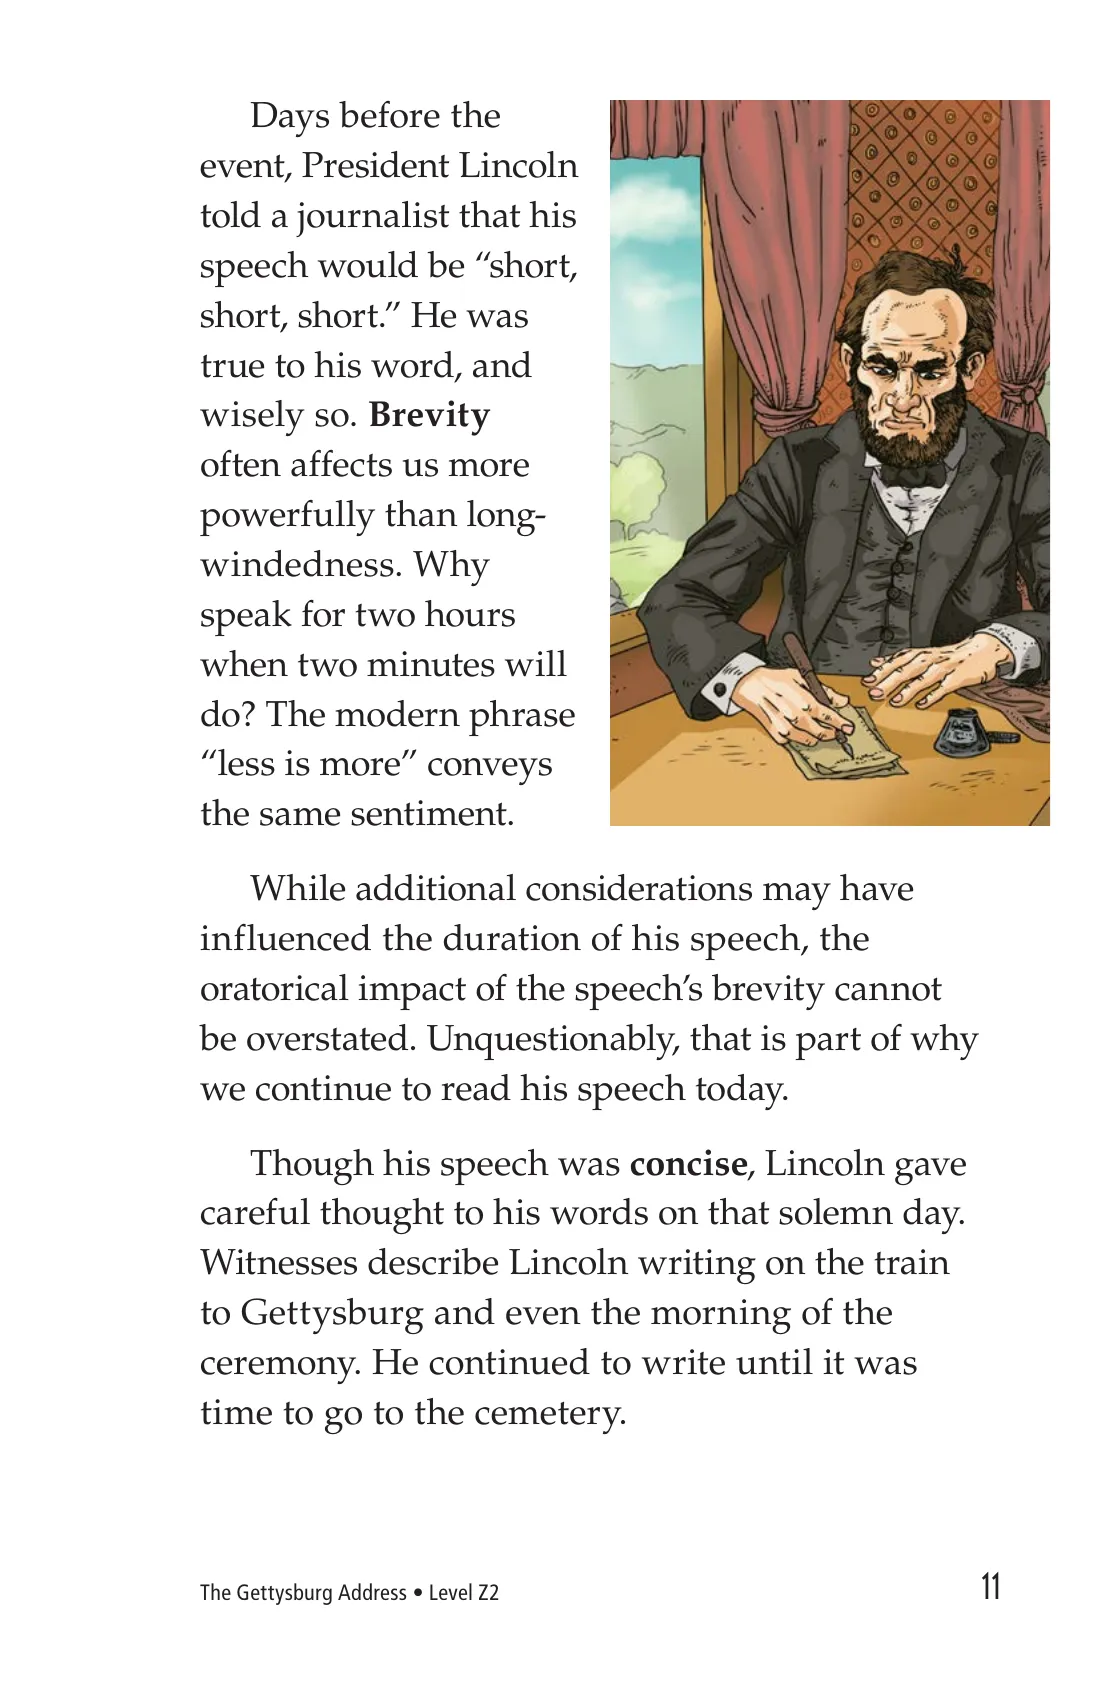 Days before the
event, President Lincoln
told a journalist that his
speech would be “short,
short, short.” He was
true to his word, and
wisely so. Brevity
often affects us more
powerfully than long-
windedness. Why
speak for two hours
when two minutes will
do? The modern phrase
“less is more” conveys
the same sentiment.
While additional considerations may have
influenced the duration of his speech, the
oratorical impact of the speech’s brevity cannot
be overstated. Unquestionably, that is part of why
we continue to read his speech today.
Though his speech was concise, Lincoln gave
careful thought to his words on that solemn day.
Witnesses describe Lincoln writing on the train
to Gettysburg and even the morning of the
ceremony. He continued to write until it was
time to go to the cemetery.
The Gettysburg Address • Level Z2 11